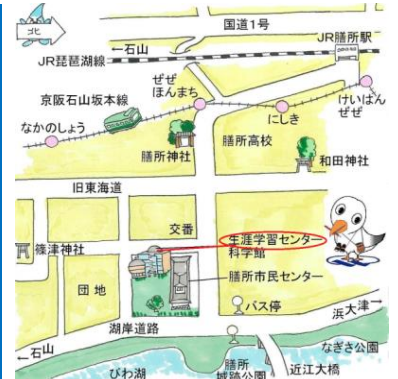 北
国道1号
←石山
JR膳所駅
JR琵琶湖線
ぜぜ
ほんまち
京阪石山坂本線
なかのしょう
にしき
けいはん
ぜぜ
膳所高校
膳所神社
和田神社
旧東海道
交番
生涯学習センター
科学館
篠津神社
膳所市民センター
団地
バス停
浜大津→
湖岸道路
←石山
なぎさ公園
びわ湖
膳所
城跡公園
近江大橋